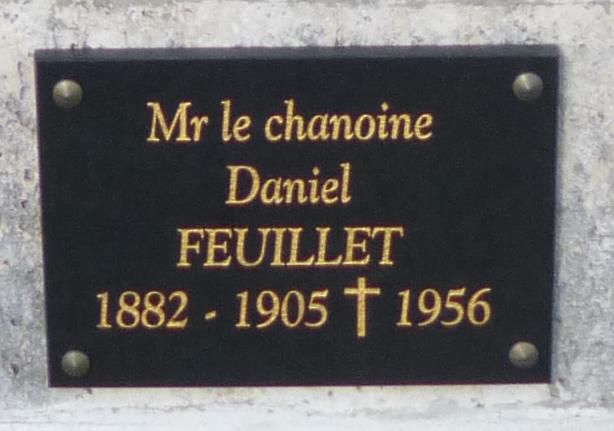 Mr le chanoine
Daniel
FEUILLET
1882 - 1905 † 1956